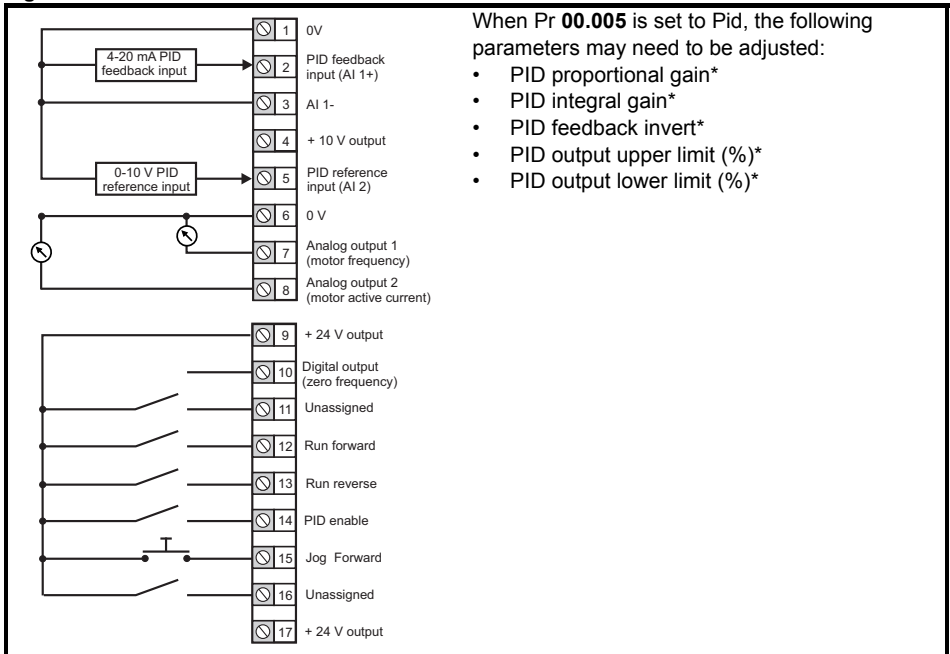 1 0V
4-20 mA PID
feedback input
2 PID feedback
input (AI 1+)
3 AI 1-
4 + 10 V output
0-10 V PID
reference input
5 PID reference
input (AI 2)
6 0 V
7 Analog output 1
(motor frequency)
8 Analog output 2
(motor active current)
9 + 24 V output
10 Digital output
(zero frequency)
11 Unassigned
12 Run forward
13 Run reverse
14 PID enable
15 Jog Forward
16 Unassigned
17 + 24 V output
When Pr 00.005 is set to Pid, the following
parameters may need to be adjusted:
• PID proportional gain*
• PID integral gain*
• PID feedback invert*
• PID output upper limit (%)*
• PID output lower limit (%)*